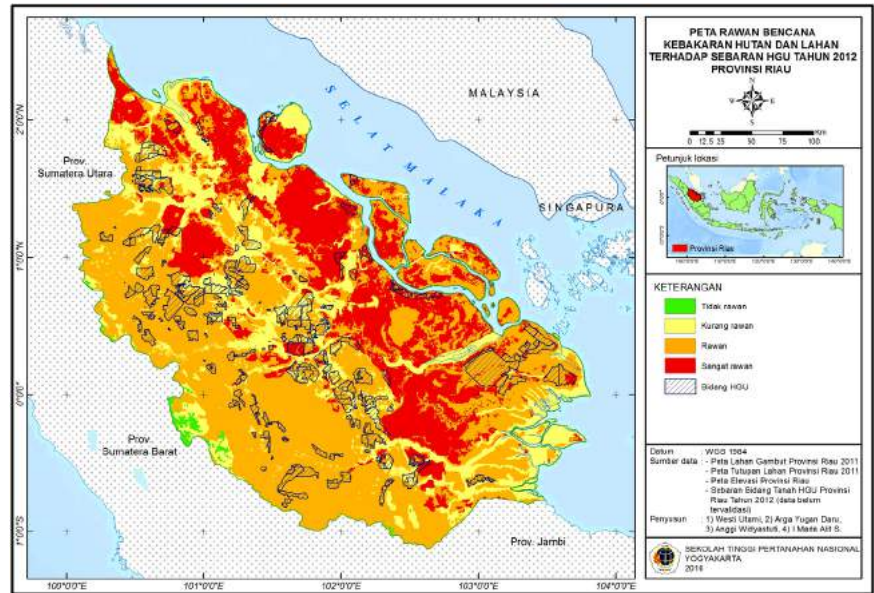 PETA RAWAN BENCANA
KEBAKARAN HUTAN DAN LAHAN
TERHADAP SEBARAN HGU TAHUN 2012
PROVINSI RIAU
N
W E
S
Km
0 12.5 25 50 75 100
Petunjuk lokasi
Provinsi Riau
KETERANGAN
Tidak rawan
Kurang rawan
Rawan
Sangat rawan
Bidang HGU
Datum : WGS 1984
Sumber data : - Peta Lahan Gambut Provinsi Riau 2011
- Peta Tutupan Lahan Provinsi Riau 2011
- Peta Elevasi Provinsi Riau
- Sebaran Bidang Tanah HGU Provinsi
Riau Tahun 2012 (data belum
tervalidasi)
Penyusun : 1) Westi Utami, 2) Arga Yugan Daru,
3) Anggi Widyastuti, 4) I Made Alit S.
SEKOLAH TINGGI PERTANAHAN NASIONAL
YOGYAKARTA
2016
MALAYSIA
SELAT MALAKA
SINGAPURA
Prov.
Sumatera Utara
Prov.
Sumatera Barat
Prov. Jambi
2°0'N
1°0'N
0°0'
1°0'S
100°0'0"E 101°0'0"E 102°0'0"E 103°0'0"E 104°0'0"E